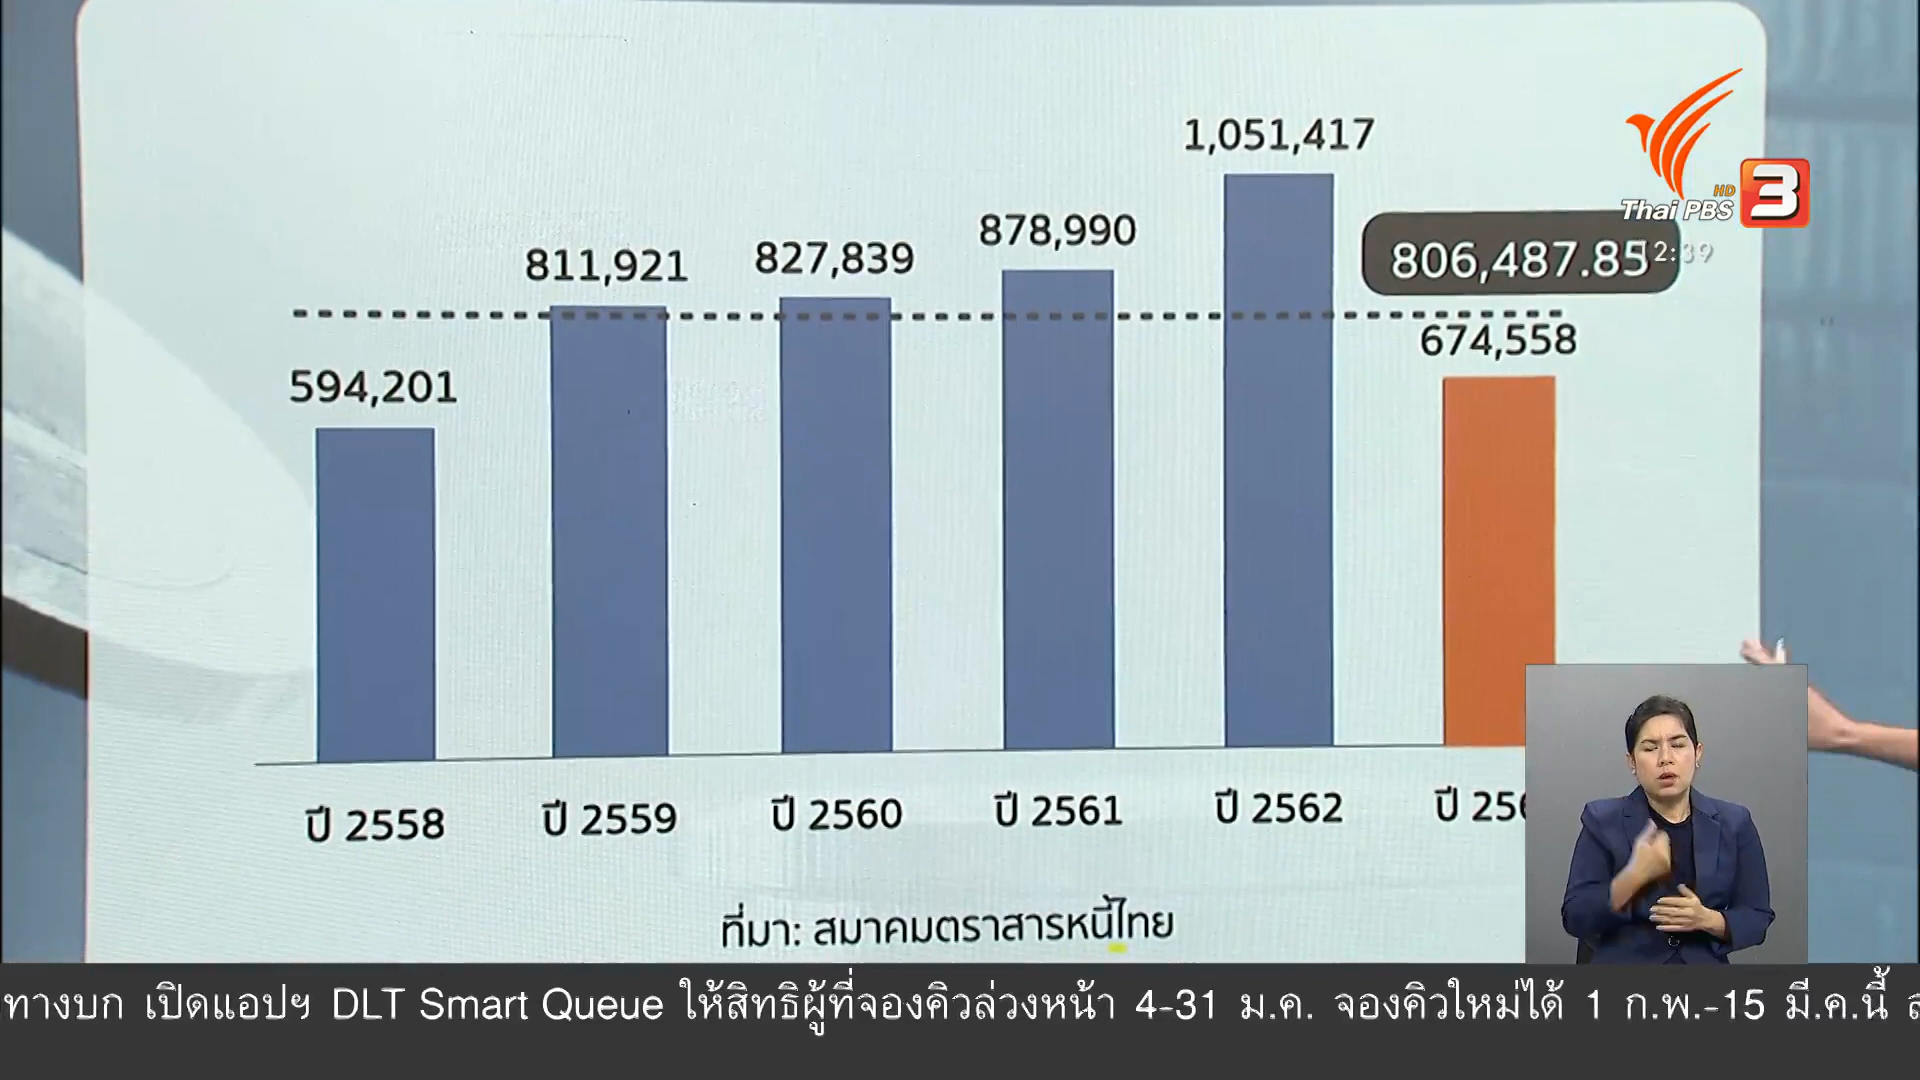 1,051,417
HD
Thai PBS 3
12:39
878,990
806,487.85
827,839
811,921
674,558
594,201
ปี 2558
ปี 2559
ปี 2560
ปี 2561
ปี 2562
ปี 256
ที่มา: สมาคมตราสารหนี้ไทย
ทางบก เปิดแอปฯ DLT Smart Queue ให้สิทธิผู้ที่จองคิวล่วงหน้า 4-31 ม.ค. จองคิวใหม่ได้ 1 ก.พ.-15 มี.ค.นี้